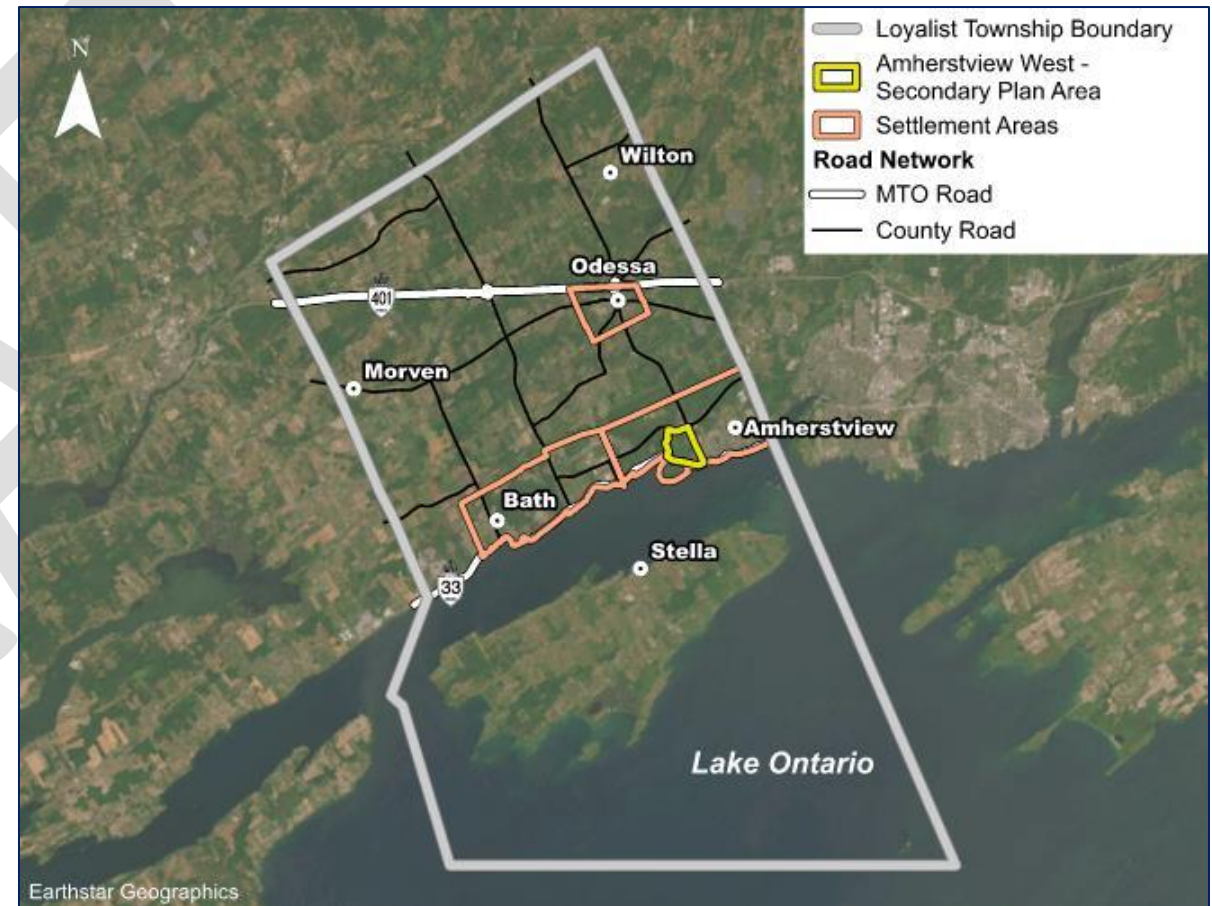 N
Loyalist Township Boundary
Amherstview West -
Secondary Plan Area
Settlement Areas
Road Network
MTO Road
County Road
Wilton
Odessa
401
Morven
Amherstview
Bath
Stella
33
Lake Ontario
Earthstar Geographics